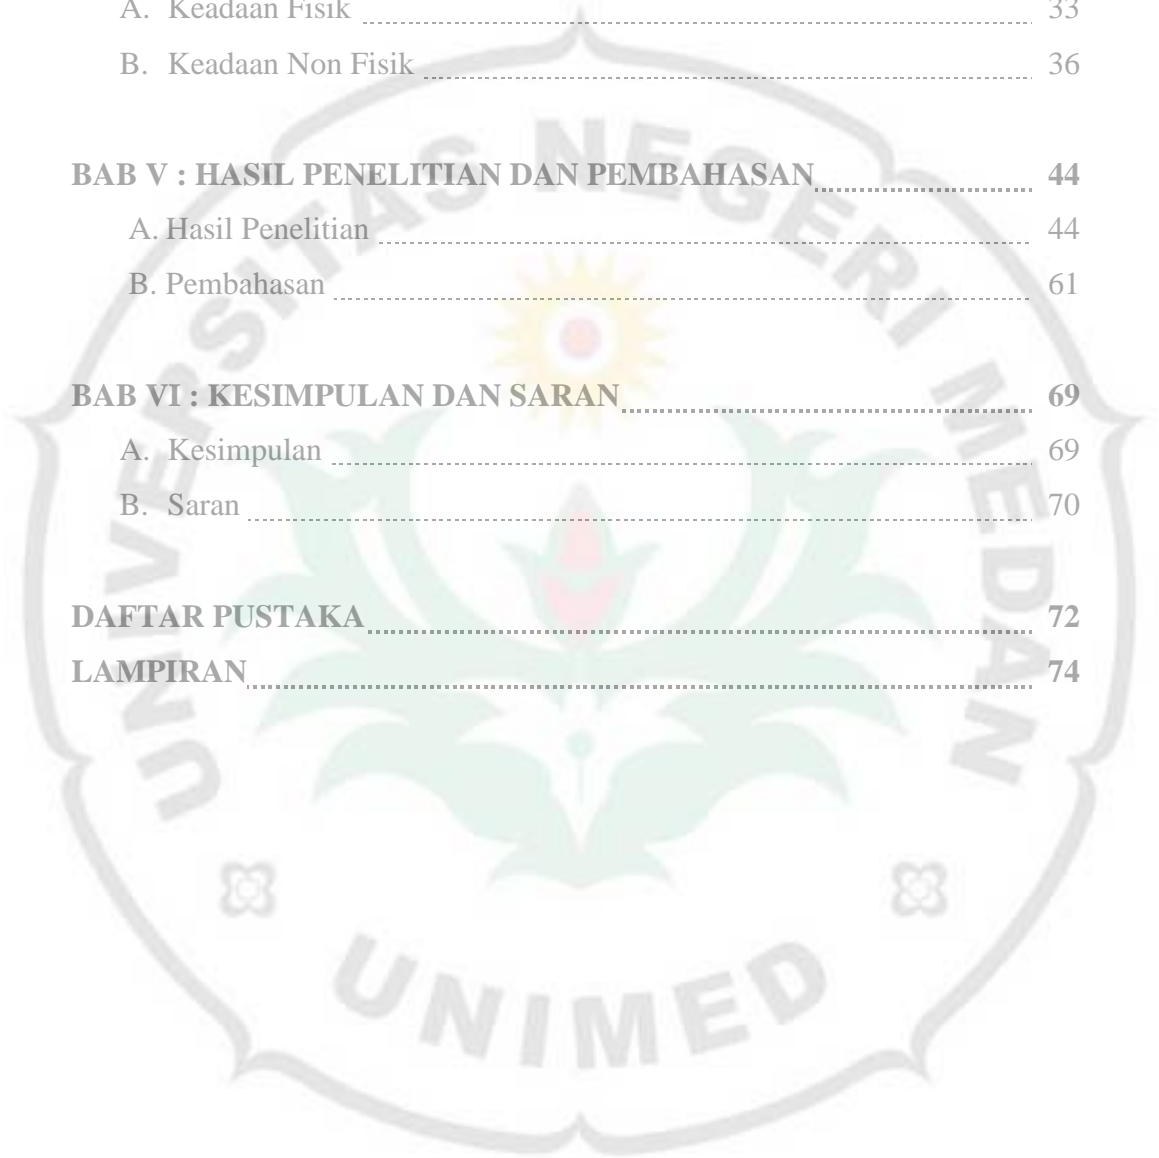 A. Keadaan Fisik 33
B. Keadaan Non Fisik 36
BAB V : HASIL PENELITIAN DAN PEMBAHASAN 44
A. Hasil Penelitian 44
B. Pembahasan 61
BAB VI : KESIMPULAN DAN SARAN 69
A. Kesimpulan 69
B. Saran 70
DAFTAR PUSTAKA 72
LAMPIRAN 74
UNIVERSITAS NEGERI MEDAN
UNIMED